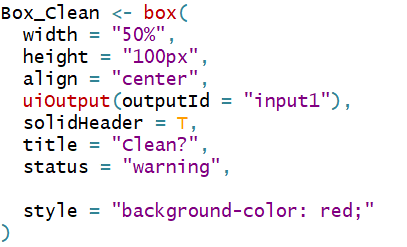 Box_Clean <- box(
  width = "50%",
  height = "100px",
  align = "center",
  uiOutput(outputId = "input1"),
  solidHeader = T,
  title = "Clean?",
  status = "warning",

  style = "background-color: red;"
)